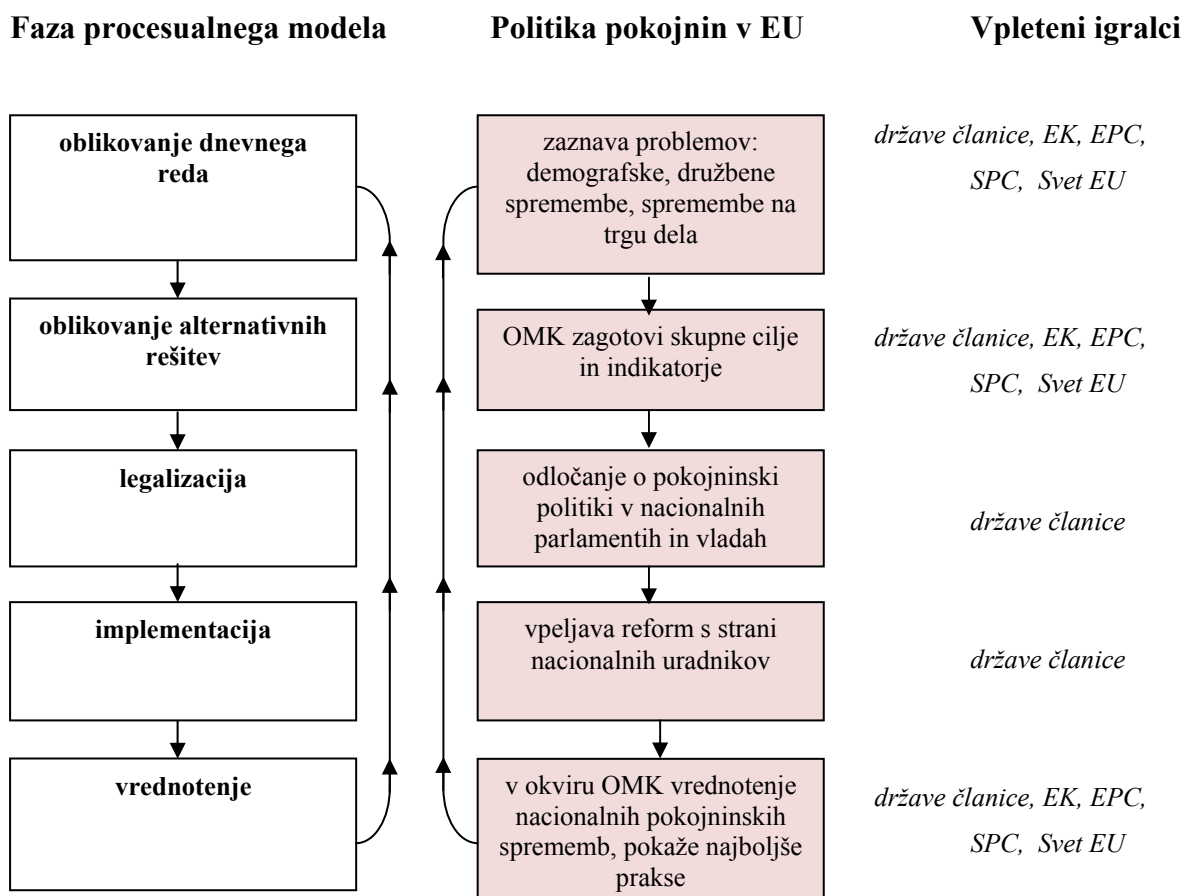 Faza procesualnega modela
Politika pokojnin v EU
Vpleteni igralci
oblikovanje dnevnega
reda
zaznava problemov:
demografske, družbene
spremembe, spremembe na
trgu dela
države članice, EK, EPC,
SPC, Svet EU
oblikovanje alternativnih
rešitev
OMK zagotovi skupne cilje
in indikatorje
države članice, EK, EPC,
SPC, Svet EU
legalizacija
odločanje o pokojninski
politiki v nacionalnih
parlamentih in vladah
države članice
implementacija
vpeljava reform s strani
nacionalnih uradnikov
države članice
vrednotenje
v okviru OMK vrednotenje
nacionalnih pokojninskih
sprememb, pokaže najboljše
prakse
države članice, EK, EPC,
SPC, Svet EU